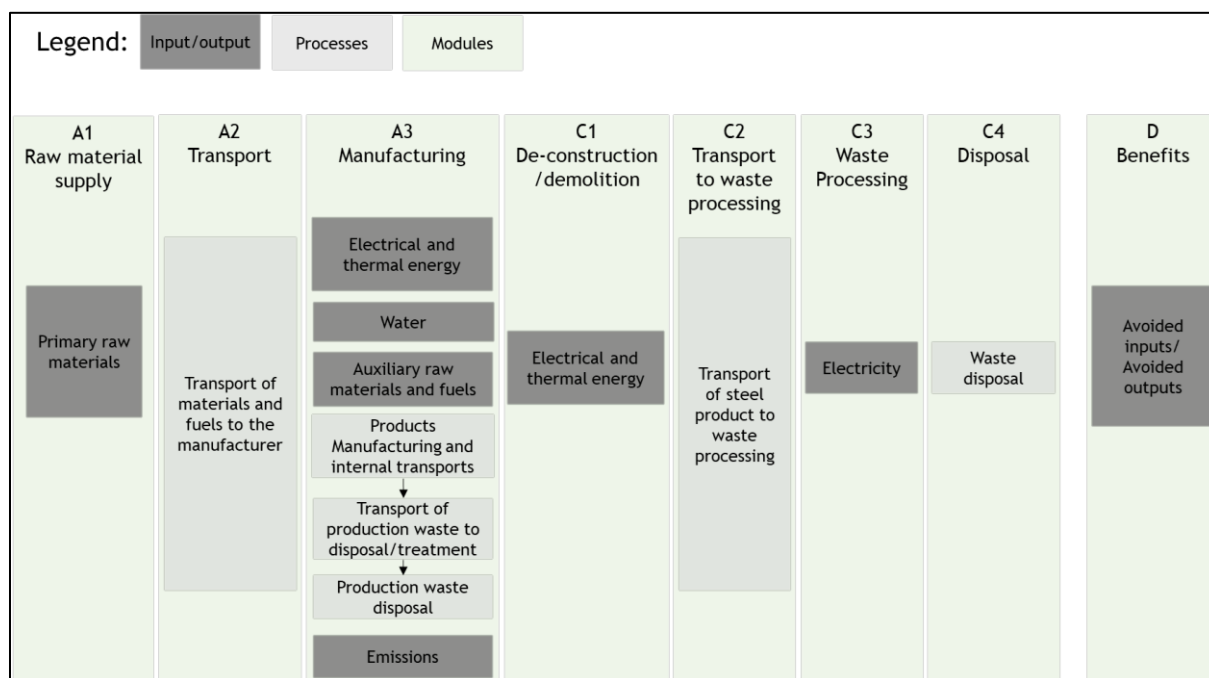 Legend:
Input/output
Processes
Modules
A1
Raw material
supply
Primary raw
materials
A2
Transport
Transport of
materials and
fuels to the
manufacturer
A3
Manufacturing
Electrical and
thermal energy
Water
Auxiliary raw
materials and fuels
Products
Manufacturing and
internal transports
Transport of
production waste to
disposal/treatment
Production waste
disposal
Emissions
C1
De-construction
/demolition
Electrical and
thermal energy
C2
Transport
to waste
processing
Transport
of steel
product to
waste
processing
C3
Waste
Processing
Electricity
C4
Disposal
Waste
disposal
D
Benefits
Avoided
inputs/
Avoided
outputs